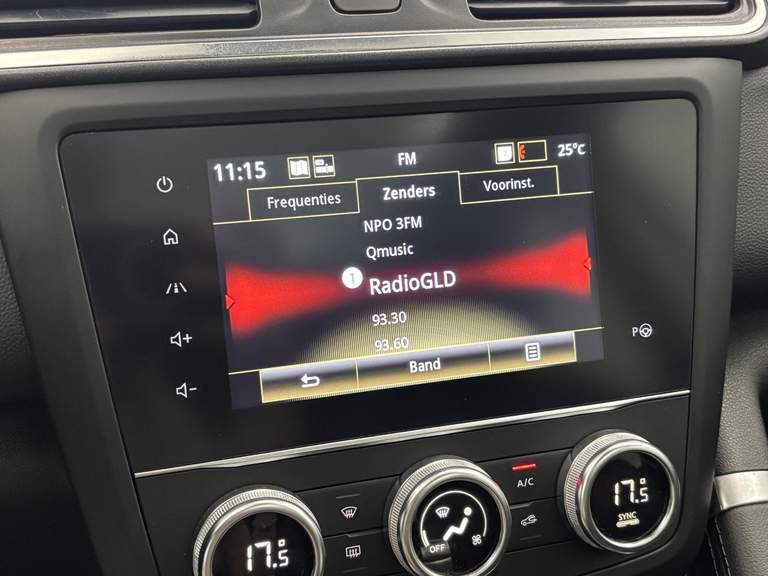 11:15 FM 25°C
Frequenties Zenders Voorinst.
NPO 3FM
Qmusic
1 RadioGLD
93.30
93.60
Band
P
A/C
17.5 OFF 17.5
SYNC